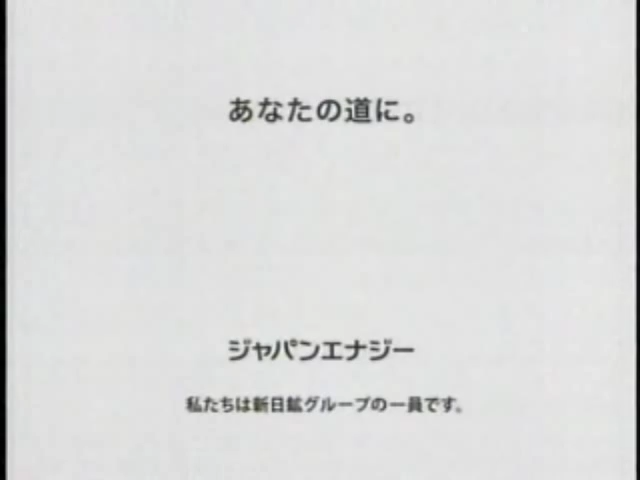 あなたの道に。
ジャパンエナジー
私たちは新日鉱グループの一員です。